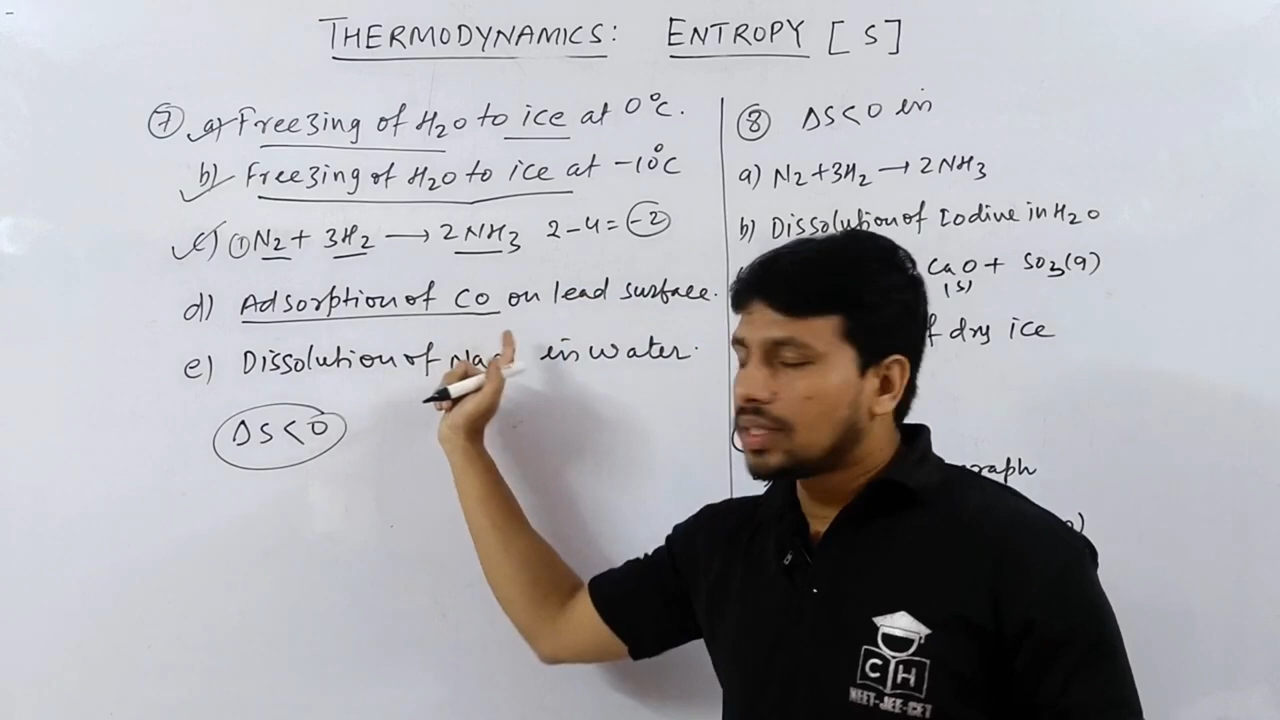 THERMODYNAMICS: ENTROPY [S]
⑦ a) Freezing of H₂O to ice at 0°C.
b) Freezing of H₂O to ice at -10°C
c) ① N₂ + 3H₂ → 2NH₃ 2-4 = -2
d) Adsorption of CO on lead surface.
e) Dissolution of in water.
ΔS<0
⑧ ΔS<0 in
a) N₂+3H₂ → 2NH₃
b) Dissolution of Iodine in H₂O
CaO + SO₃(g)
(s)
f dry ice
graph
CH
NEET-JEE-CET